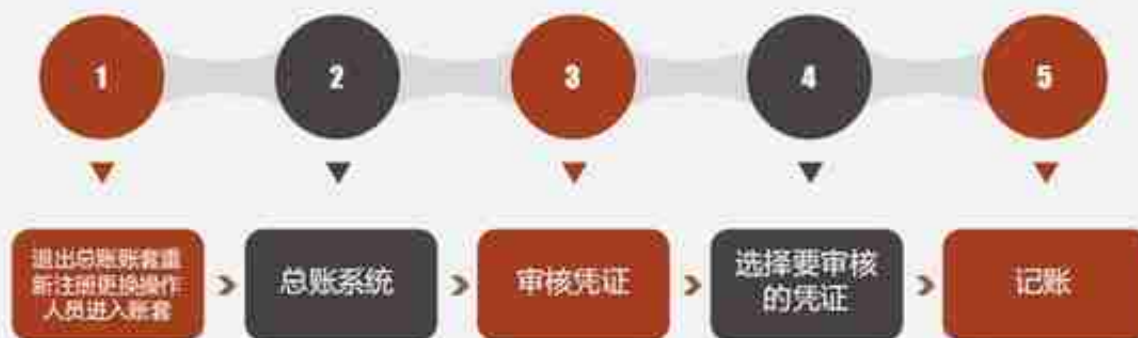 1
2
3
4
5
退出总账账套重
新注册更换操作
人员进入账套
总账系统
审核凭证
选择要审核
的凭证
记账